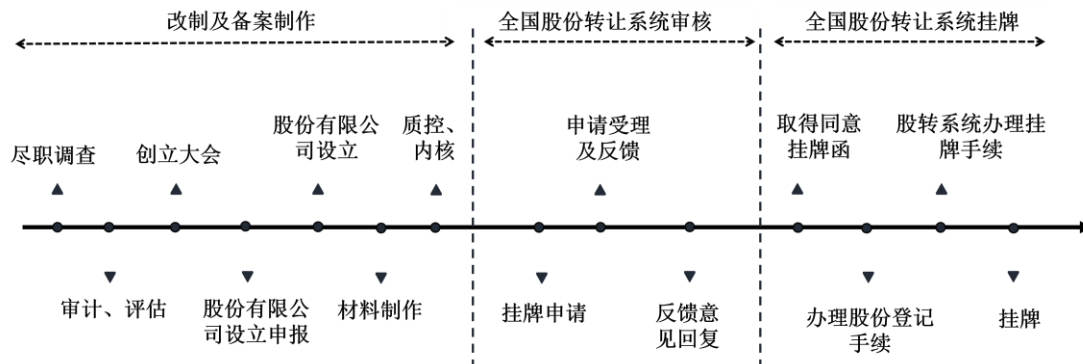 改制及备案制作
全国股份转让系统审核
全国股份转让系统挂牌
尽职调查
创立大会
股份有限公
司设立
质控、
内核
申请受理
及反馈
取得同意
挂牌函
股转系统办理挂
牌手续
审计、评估
股份有限公
司设立申报
材料制作
挂牌申请
反馈意
见回复
办理股份登记
手续
挂牌